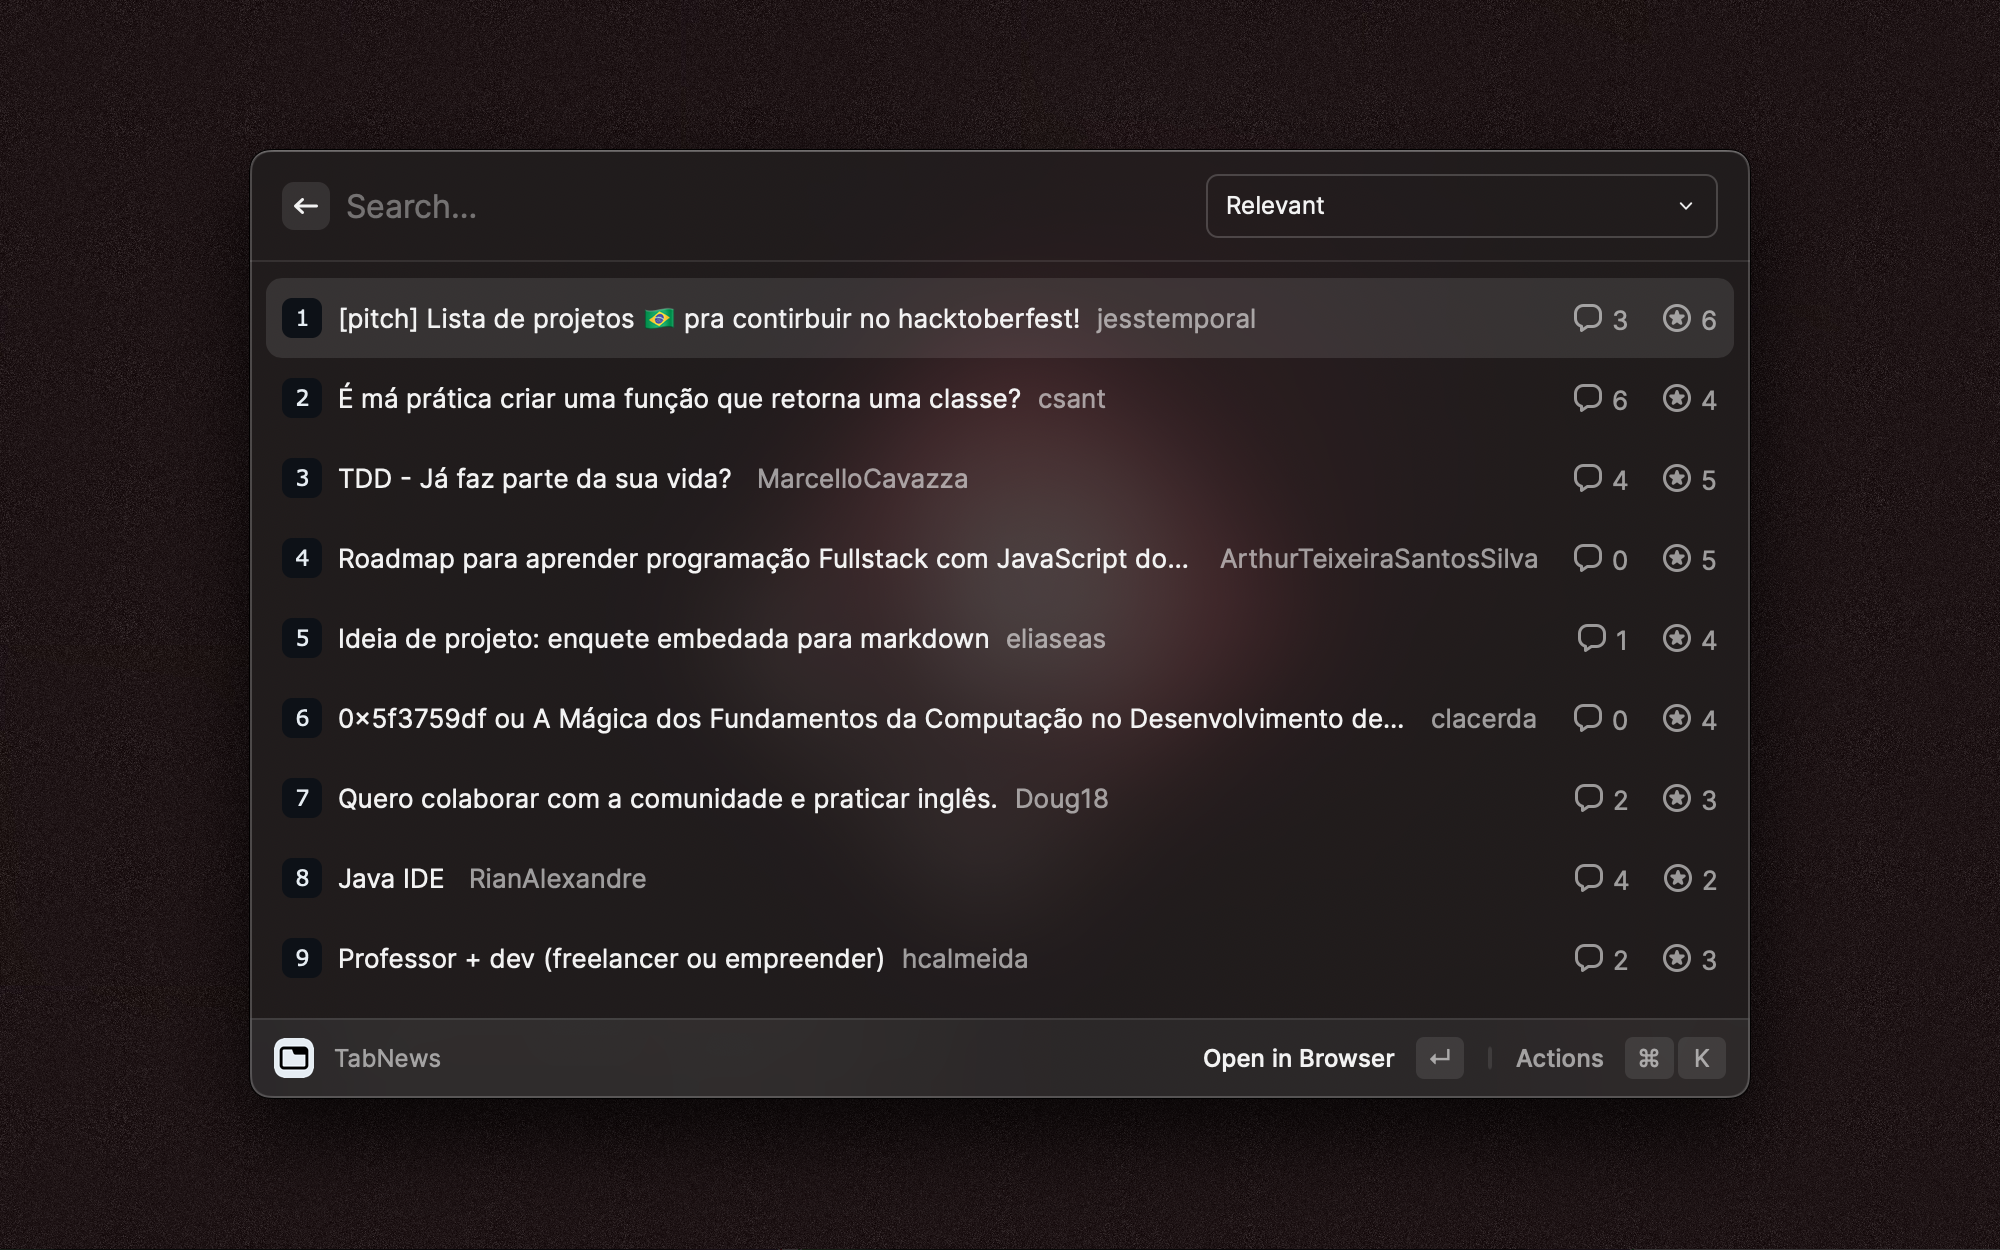 Search...
Relevant
1 [pitch] Lista de projetos 🇧🇷 pra contirbuir no hacktoberfest! jesstemporal 3 6
2 É má prática criar uma função que retorna uma classe? csant 6 4
3 TDD - Já faz parte da sua vida? MarcelloCavazza 4 5
4 Roadmap para aprender programação Fullstack com JavaScript do... ArthurTeixeiraSantosSilva 0 5
5 Ideia de projeto: enquete embedada para markdown eliaseas 1 4
6 0×5f3759df ou A Mágica dos Fundamentos da Computação no Desenvolvimento de... clacerda 0 4
7 Quero colaborar com a comunidade e praticar inglês. Doug18 2 3
8 Java IDE RianAlexandre 4 2
9 Professor + dev (freelancer ou empreender) hcalmeida 2 3
TabNews
Open in Browser ↵ Actions ⌘ K